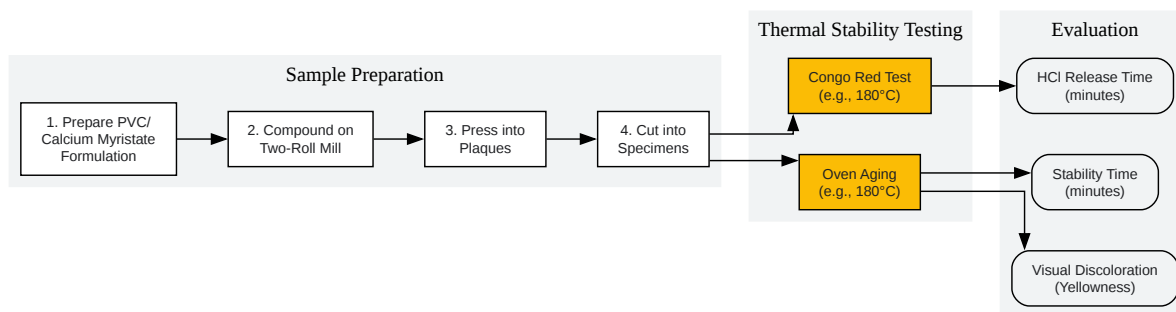 Thermal Stability Testing
Evaluation
Sample Preparation
Congo Red Test
(e.g., 180°C)
HCl Release Time
(minutes)
1. Prepare PVC/
Calcium Myristate
Formulation
2. Compound on
Two-Roll Mill
3. Press into
Plaques
4. Cut into
Specimens
Oven Aging
(e.g., 180°C)
Stability Time
(minutes)
Visual Discoloration
(Yellowness)